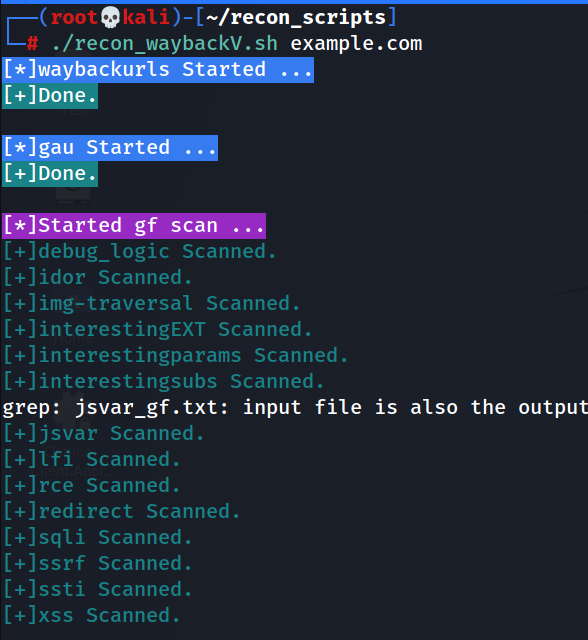 ┌──(root💀kali)-[~/recon_scripts]
└─# ./recon_waybackV.sh example.com
[*]waybackurls Started ...
[+]Done.
[*]gau Started ...
[+]Done.
[*]Started gf scan ...
[+]debug_logic Scanned.
[+]idor Scanned.
[+]img-traversal Scanned.
[+]interestingEXT Scanned.
[+]interestingparams Scanned.
[+]interestingsubs Scanned.
grep: jsvar_gf.txt: input file is also the output
[+]jsvar Scanned.
[+]lfi Scanned.
[+]rce Scanned.
[+]redirect Scanned.
[+]sqli Scanned.
[+]ssrf Scanned.
[+]ssti Scanned.
[+]xss Scanned.